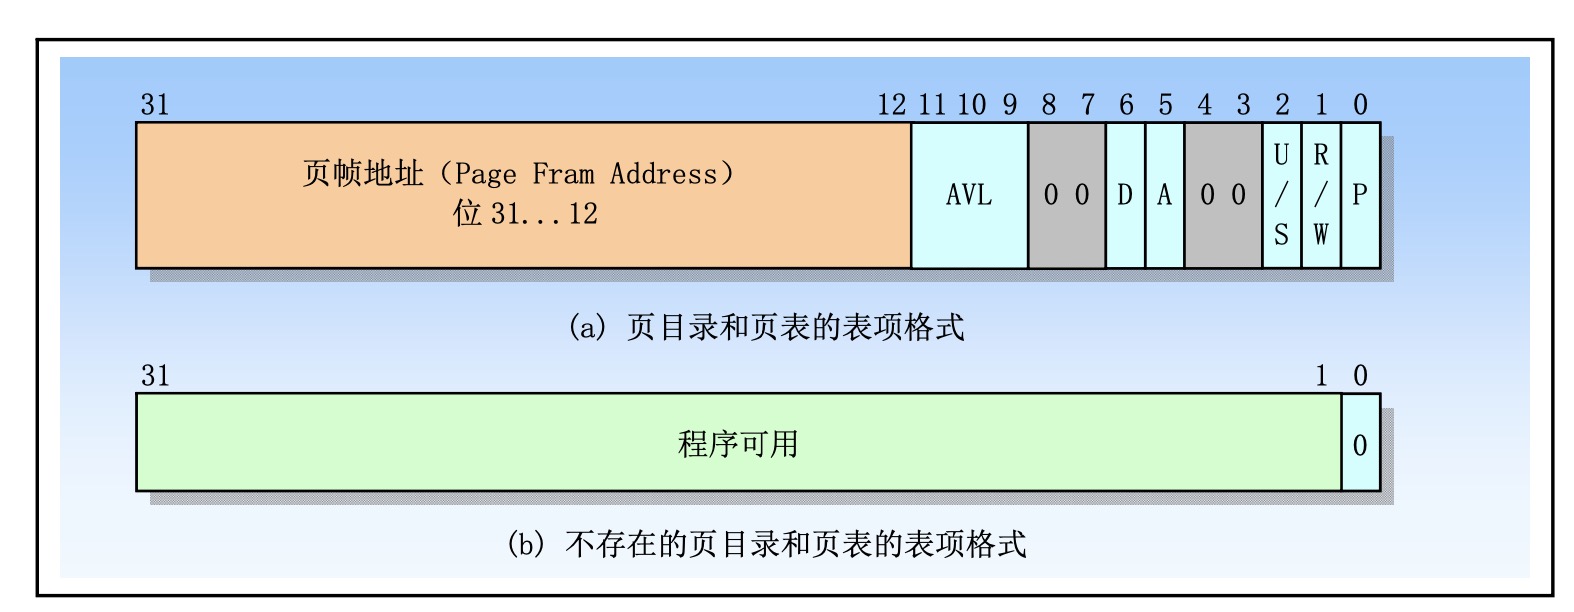 31 12 11 10 9 8 7 6 5 4 3 2 1 0
页帧地址（Page Fram Address）
位 31...12
AVL
0 0
D
A
0 0
U
/
S
R
/
W
P
(a) 页目录和页表的表项格式
31 1 0
程序可用
0
(b) 不存在的页目录和页表的表项格式